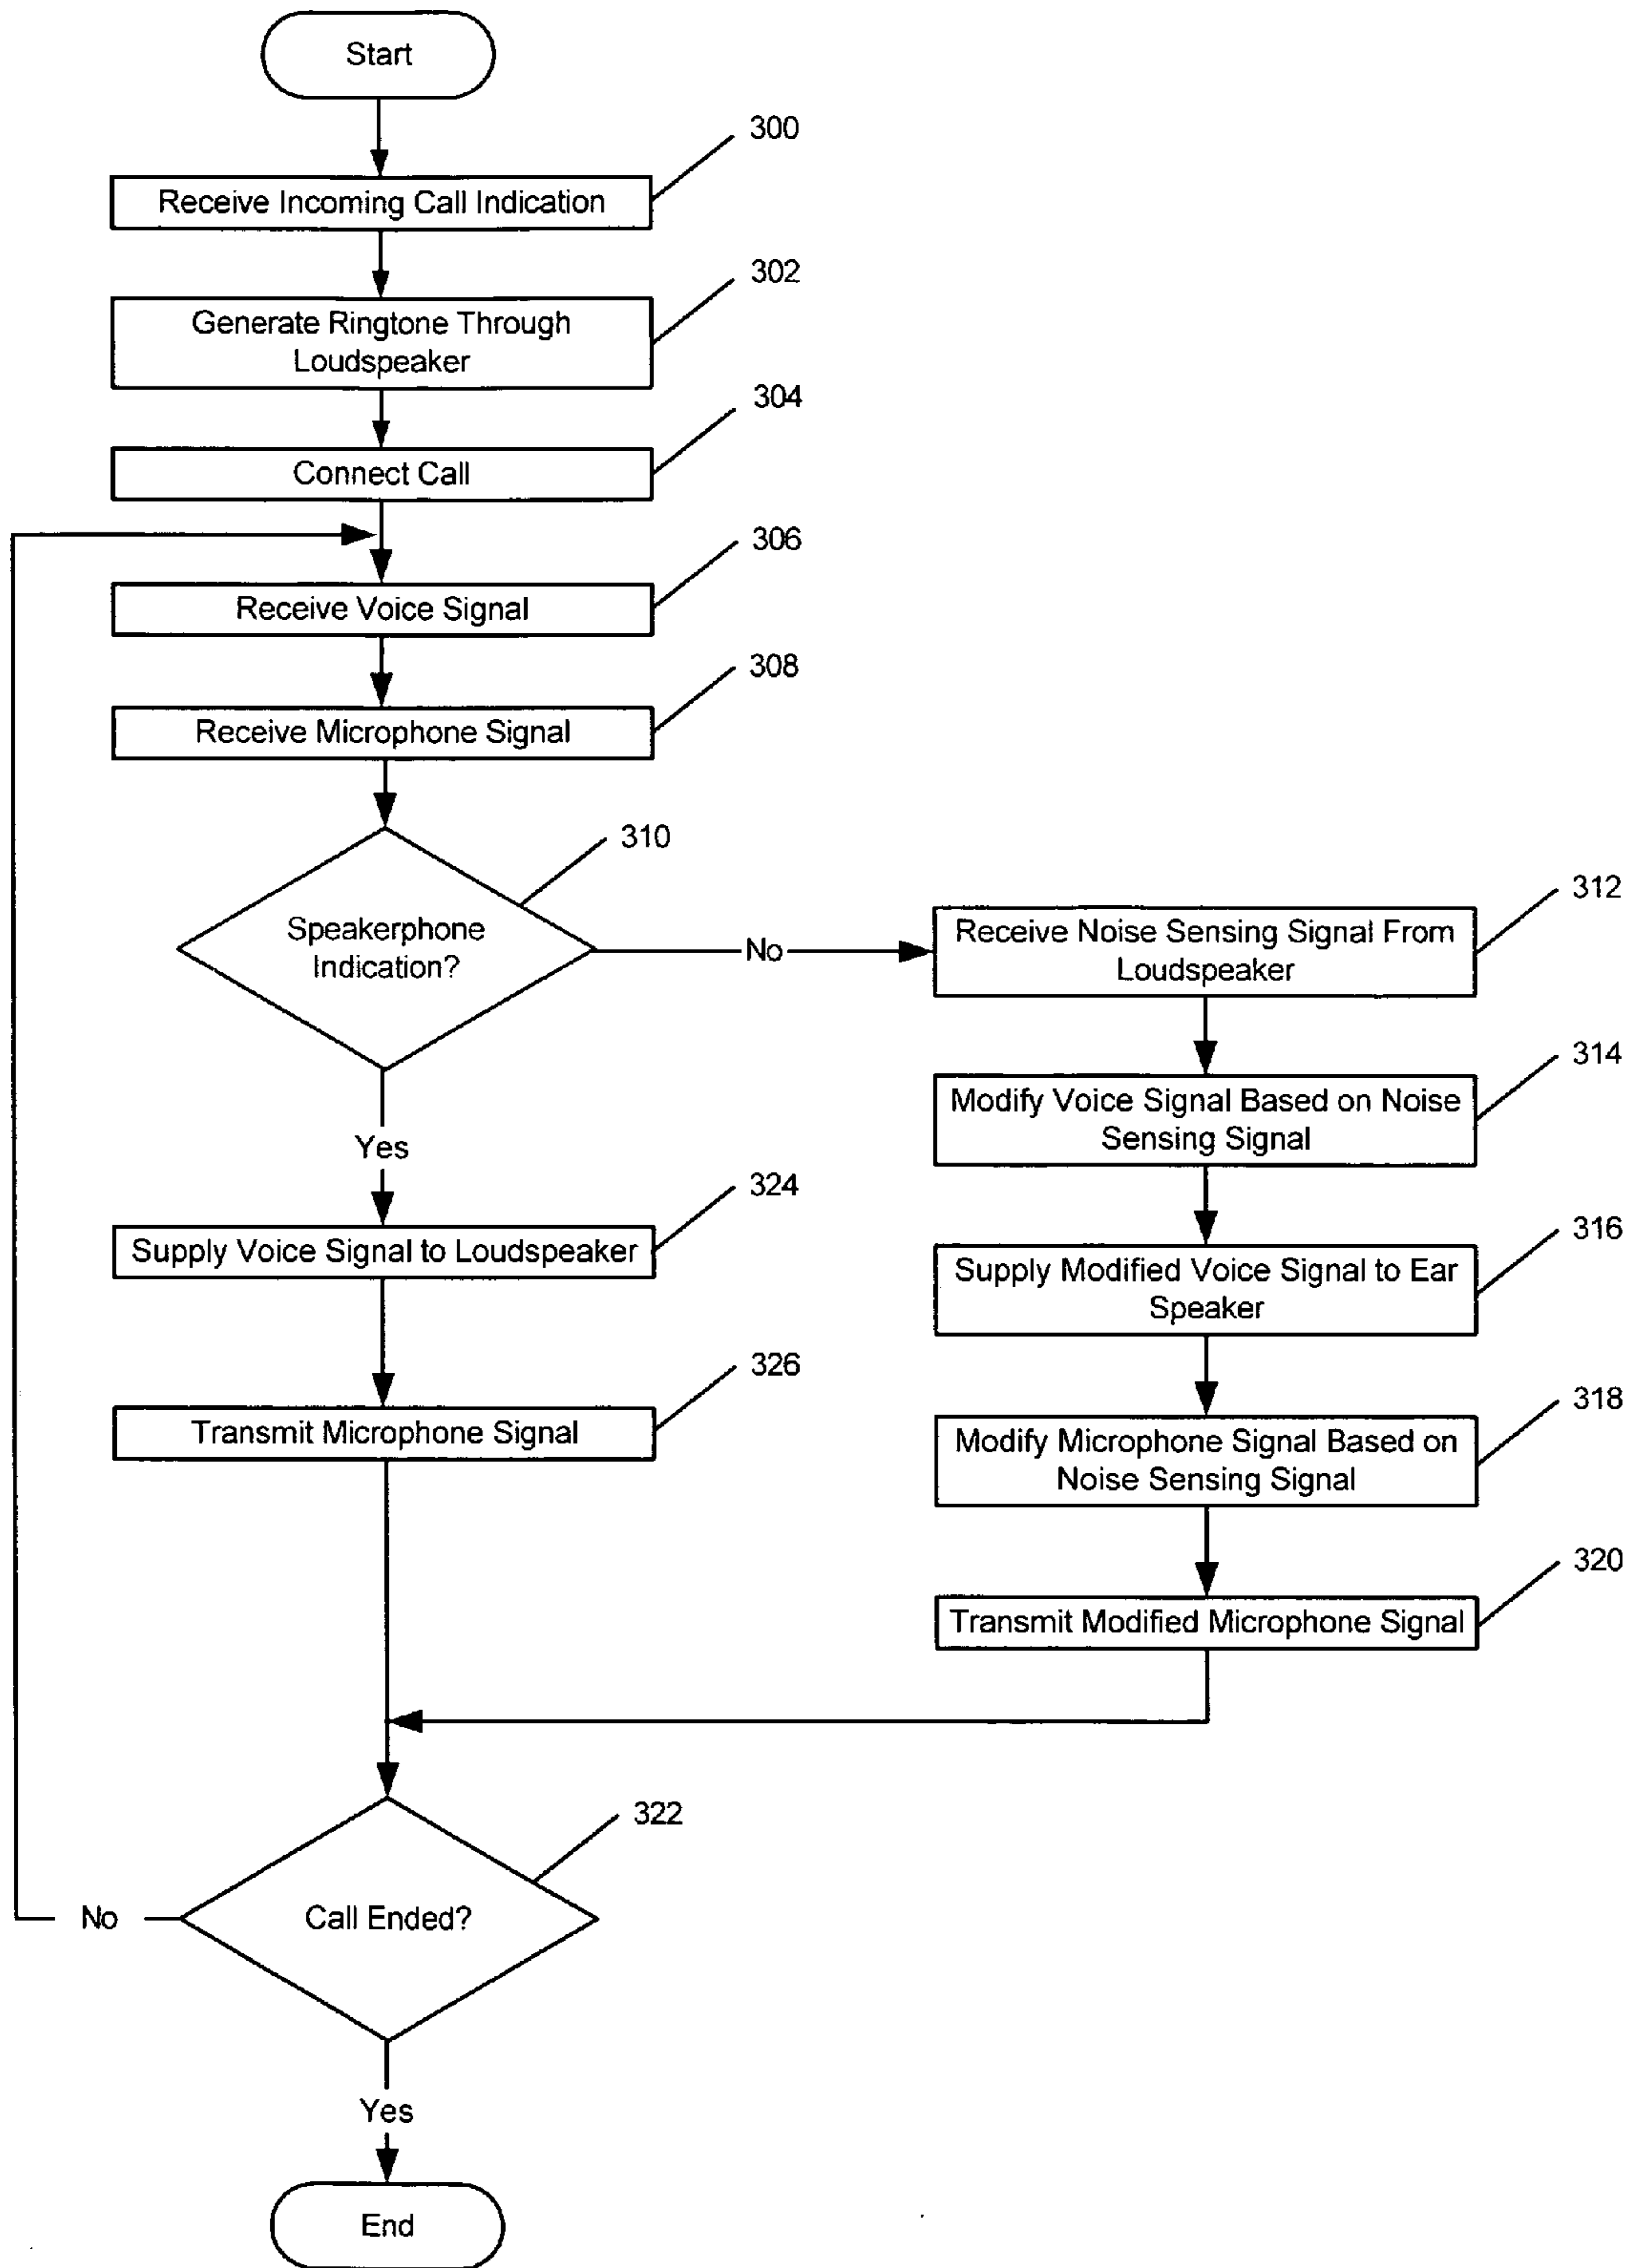 Start
300
Receive Incoming Call Indication
302
Generate Ringtone Through
Loudspeaker
304
Connect Call
306
Receive Voice Signal
308
Receive Microphone Signal
310
Speakerphone
Indication?
No
312
Receive Noise Sensing Signal From
Loudspeaker
314
Modify Voice Signal Based on Noise
Sensing Signal
316
Supply Modified Voice Signal to Ear
Speaker
318
Modify Microphone Signal Based on
Noise Sensing Signal
320
Transmit Modified Microphone Signal
Yes
324
Supply Voice Signal to Loudspeaker
326
Transmit Microphone Signal
322
Call Ended?
No
Yes
End